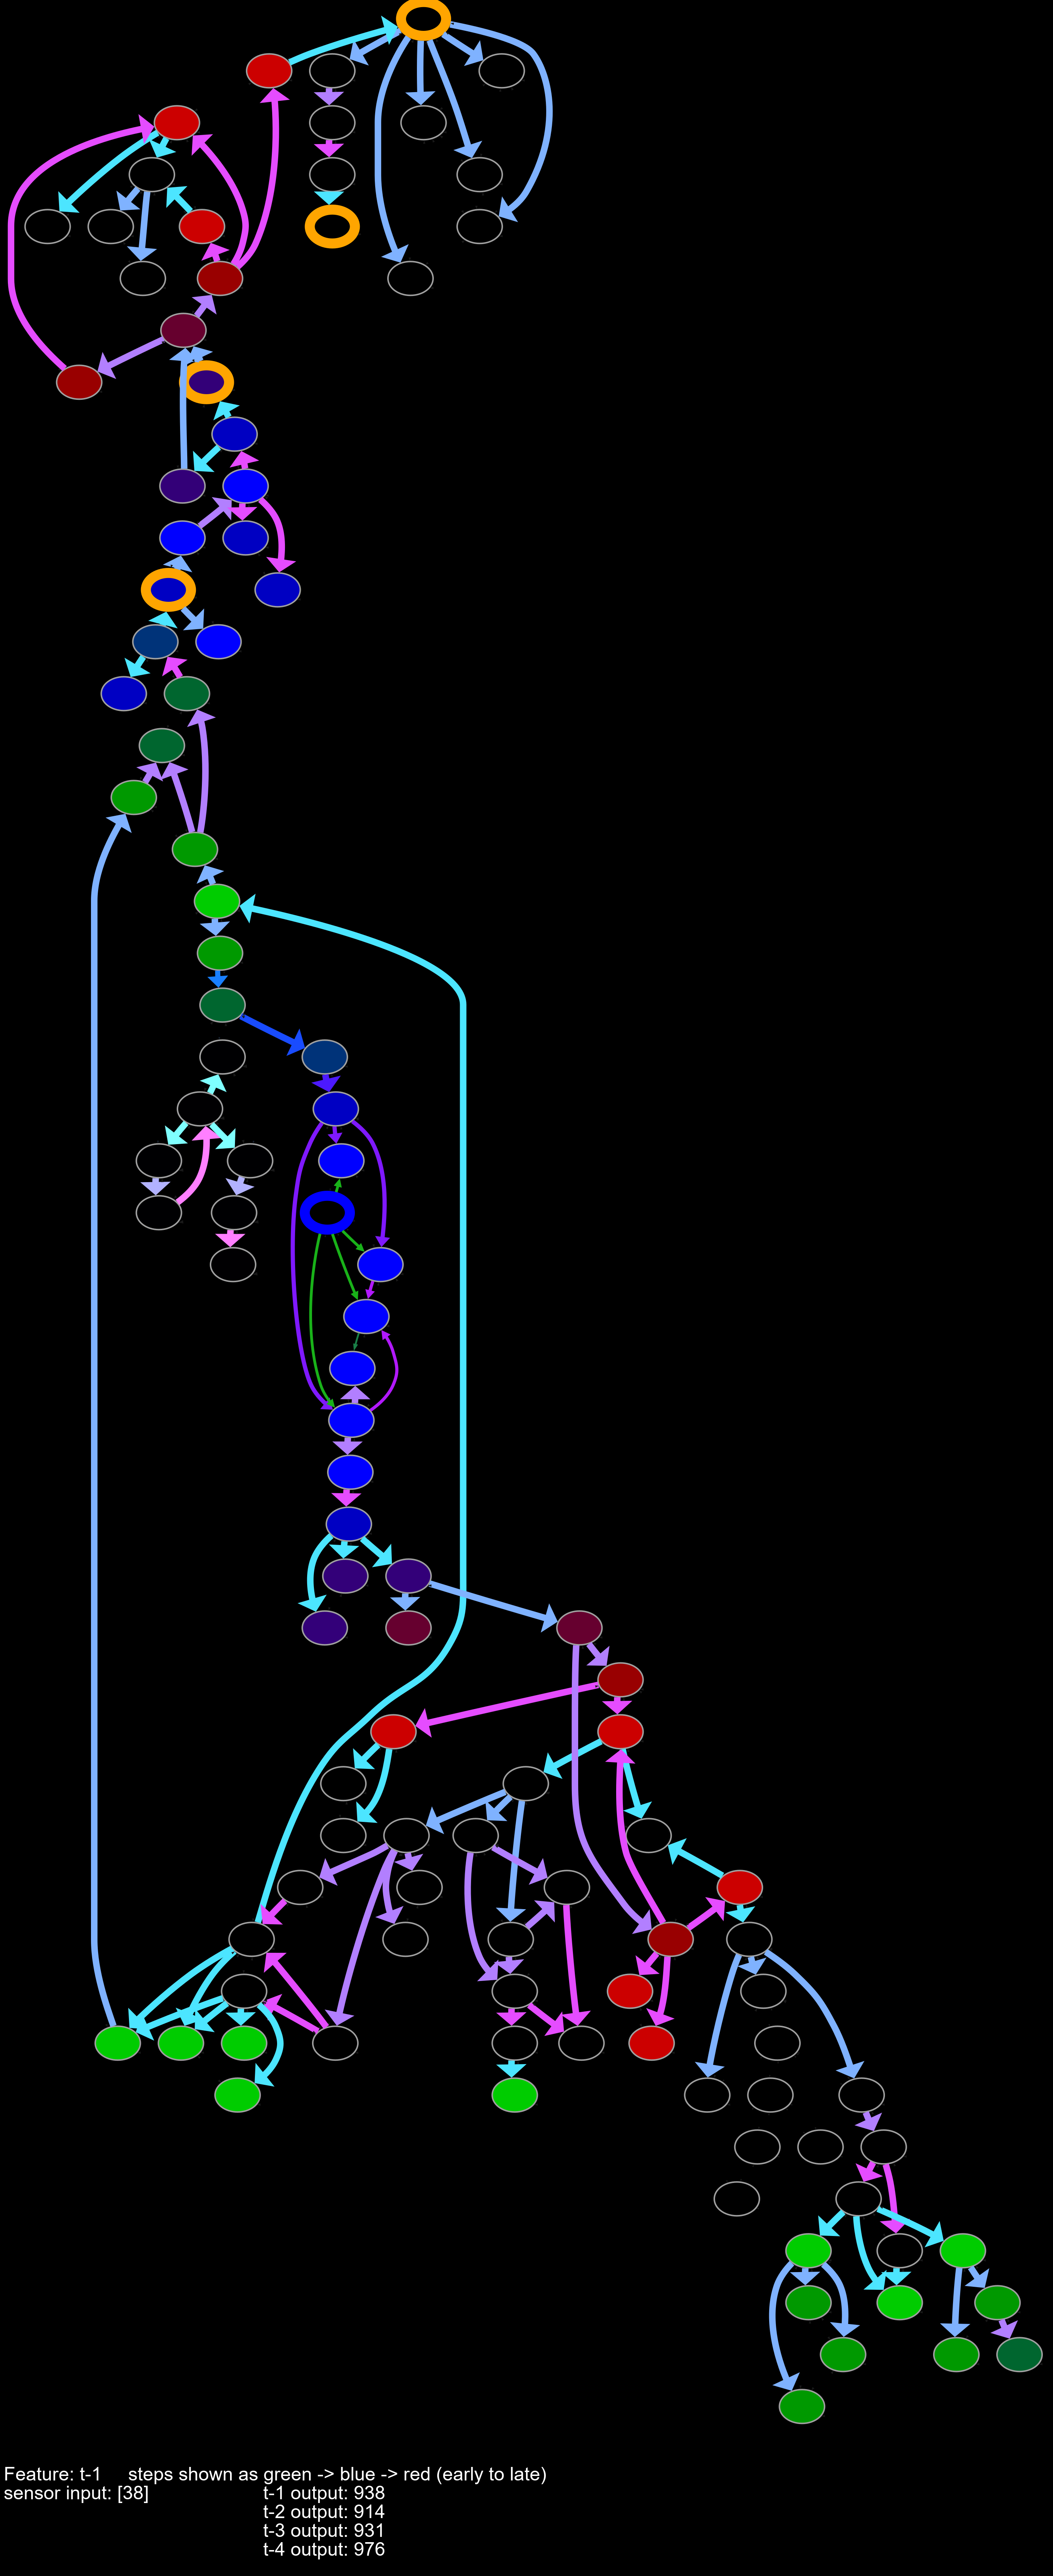 Feature: t-1 steps shown as green -> blue -> red (early to late)
sensor input: [38] t-1 output: 938
t-2 output: 914
t-3 output: 931
t-4 output: 976